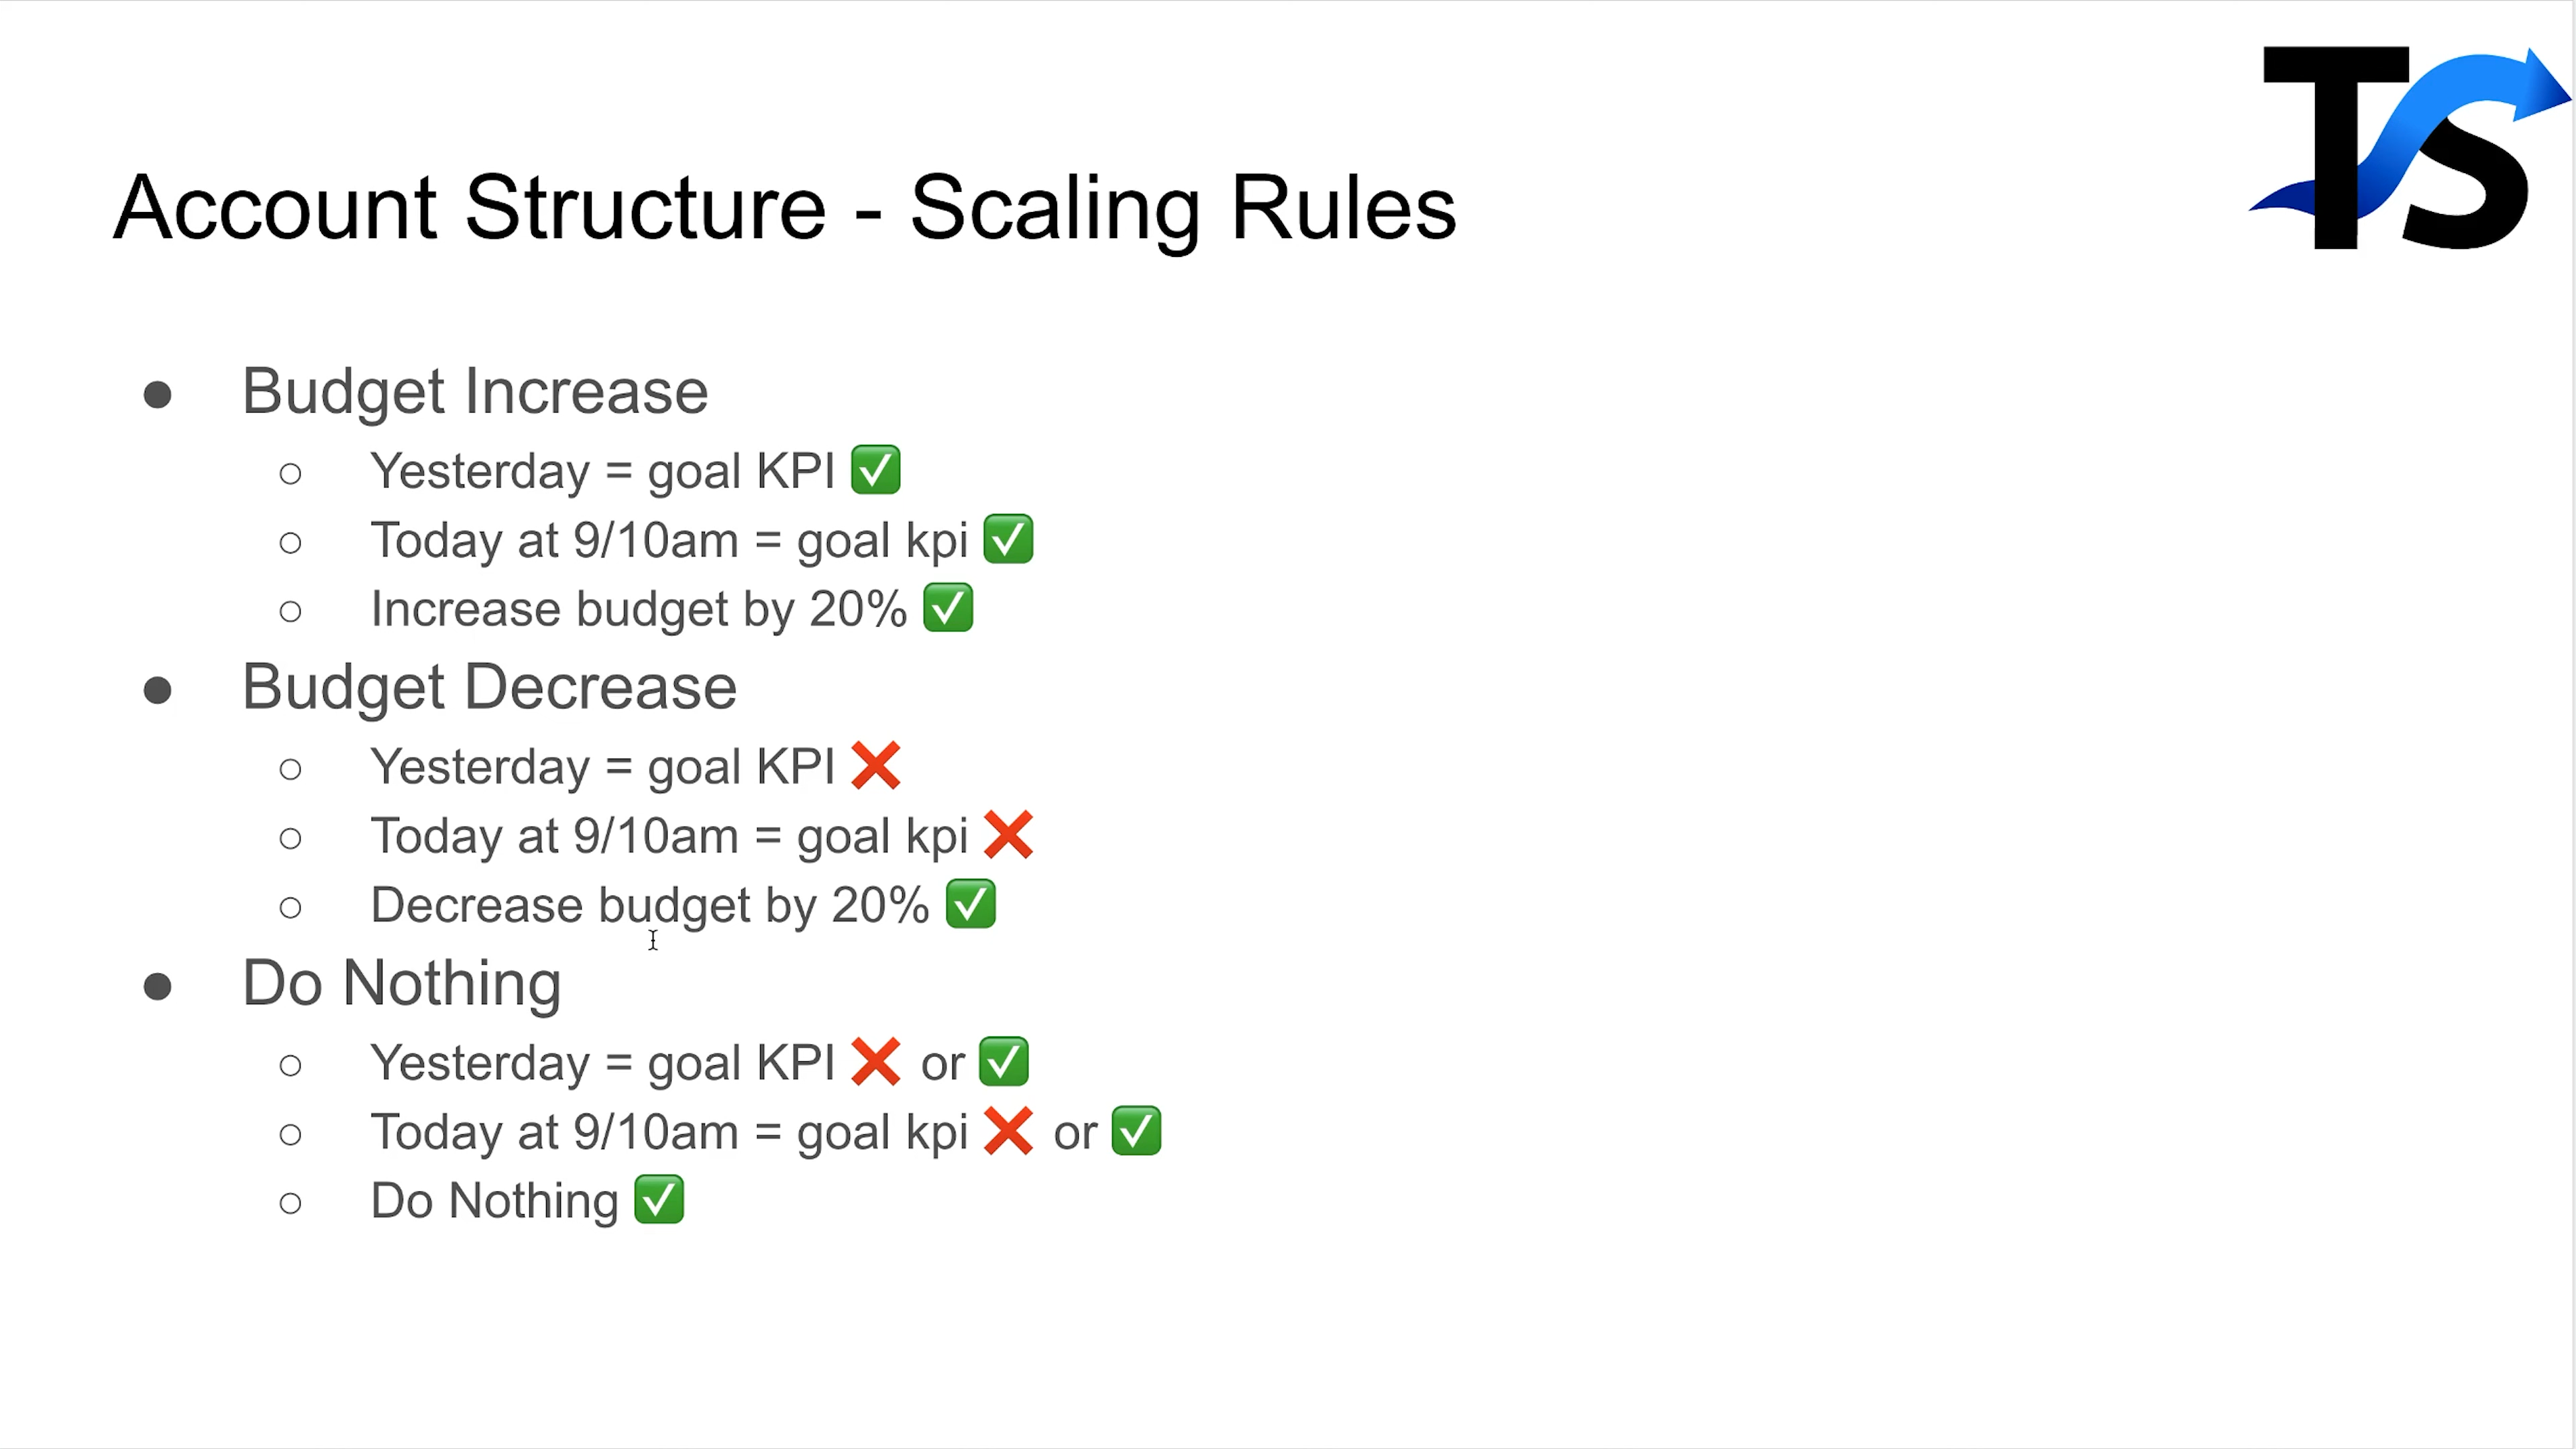 TS
Account Structure - Scaling Rules
● Budget Increase
○ Yesterday = goal KPI ✅
○ Today at 9/10am = goal kpi ✅
○ Increase budget by 20% ✅
● Budget Decrease
○ Yesterday = goal KPI ❌
○ Today at 9/10am = goal kpi ❌
○ Decrease budget by 20% ✅
● Do Nothing
○ Yesterday = goal KPI ❌ or ✅
○ Today at 9/10am = goal kpi ❌ or ✅
○ Do Nothing ✅